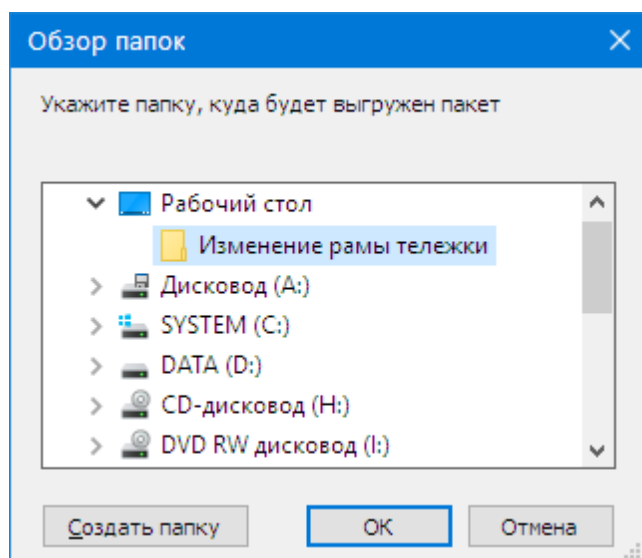 Обзор папок
Укажите папку, куда будет выгружен пакет
Рабочий стол
Изменение рамы тележки
Дисковод (A:)
SYSTEM (C:)
DATA (D:)
CD-дисковод (H:)
DVD RW дисковод (I:)
Создать папку
ОК
Отмена